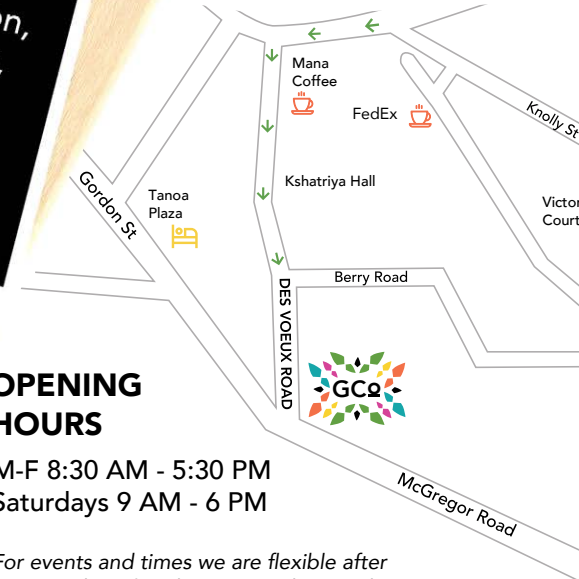 on,
Mana
Coffee
FedEx
Knolly St
Kshatriya Hall
Gordon St
Tanoa
Plaza
Berry Road
DES VOEUX ROAD
GCo
OPENING
HOURS
McGregor Road
M-F 8:30 AM - 5:30 PM
Saturdays 9 AM - 6 PM
For events and times we are flexible after